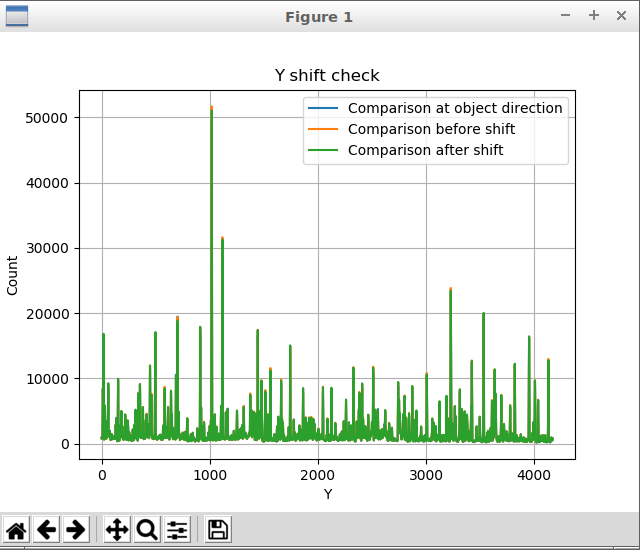 Figure 1
Y shift check
Comparison at object direction
Comparison before shift
Comparison after shift
50000
40000
30000
20000
10000
0
Count
0 1000 2000 3000 4000
Y